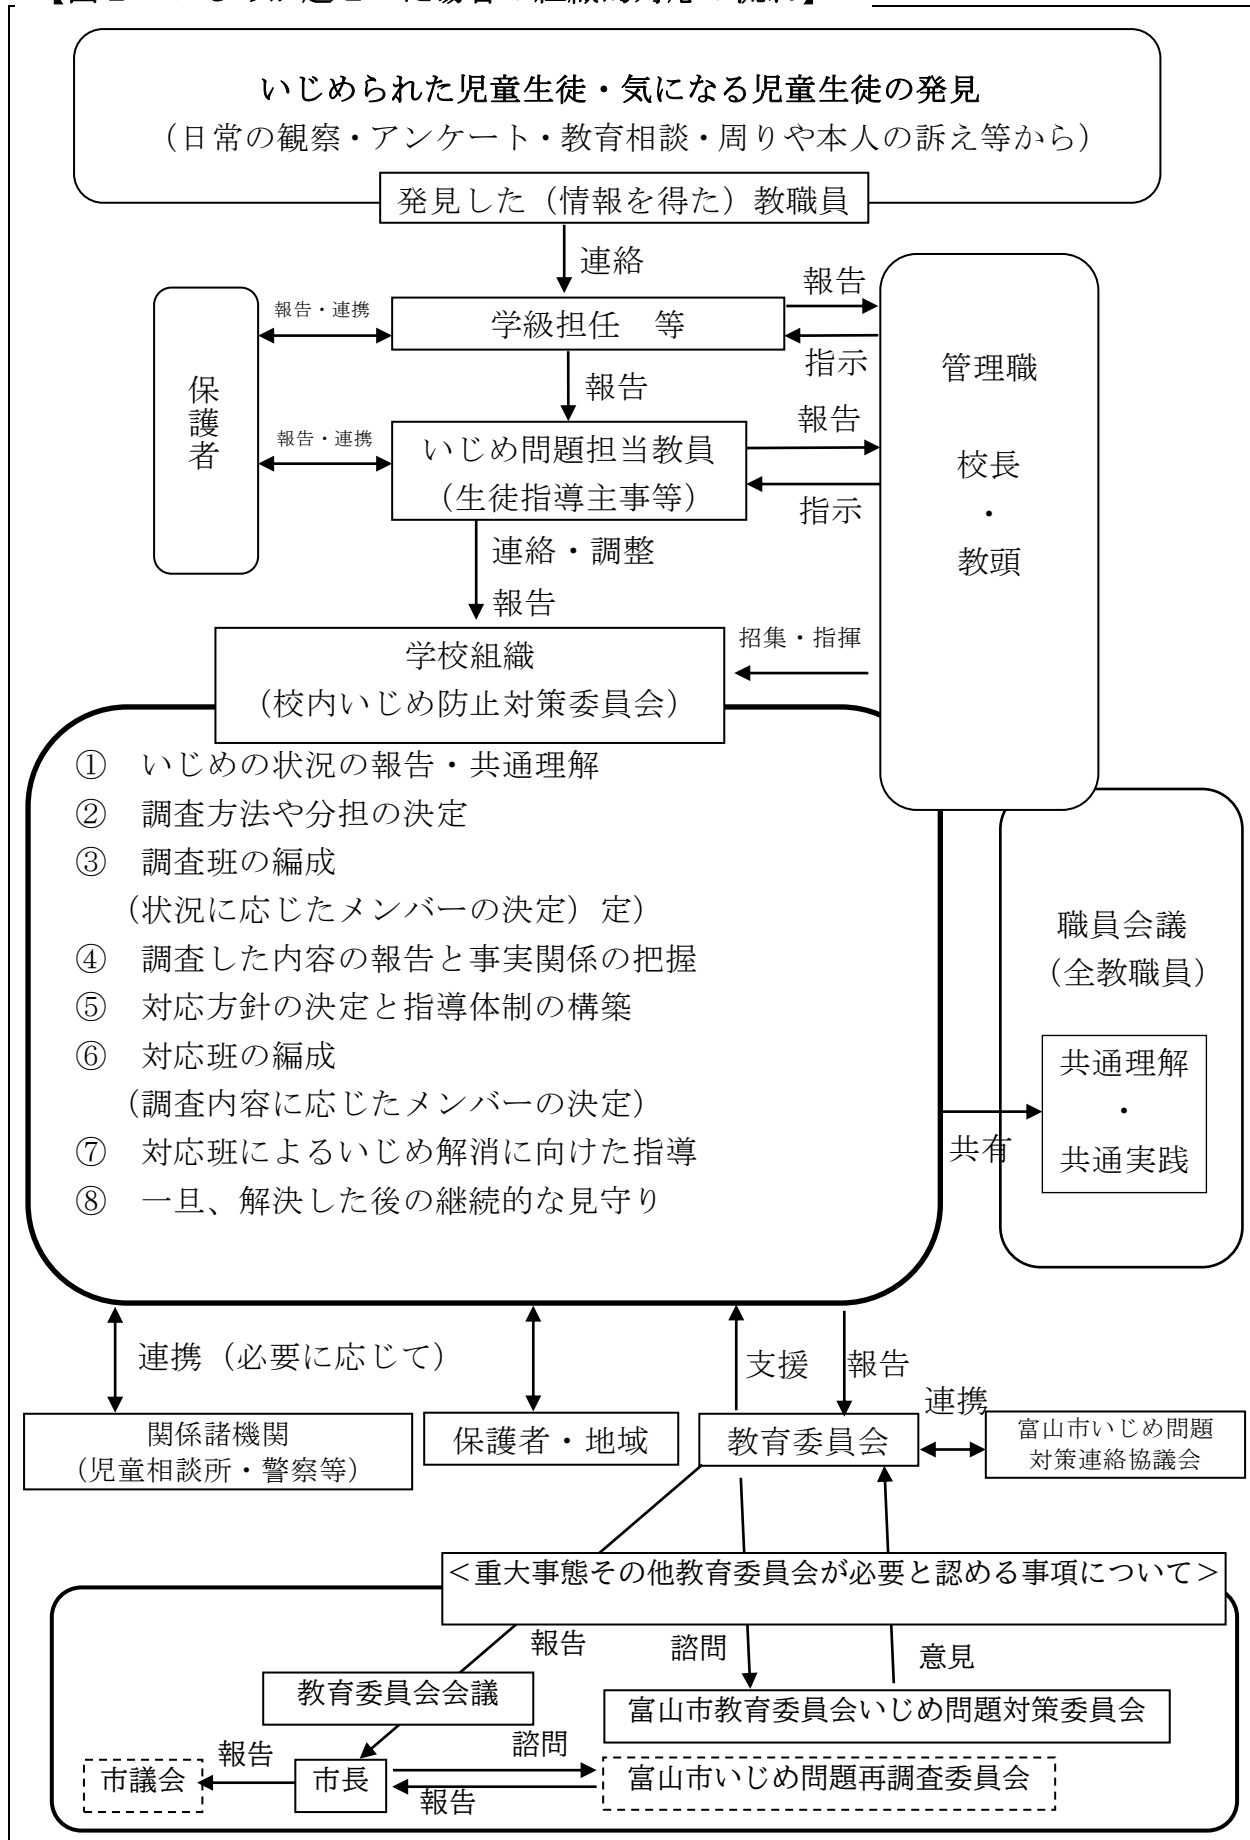 いじめられた児童生徒・気になる児童生徒の発見
（日常の観察・アンケート・教育相談・周りや本人の訴え等から）
発見した（情報を得た）教職員
連絡
報告
報告・連携
学級担任　等
指示
管理職
保護者
報告
報告
報告・連携
いじめ問題担当教員
（生徒指導主事等）
校長
・
教頭
指示
連絡・調整
報告
招集・指揮
学校組織
（校内いじめ防止対策委員会）
①　いじめの状況の報告・共通理解
②　調査方法や分担の決定
③　調査班の編成
（状況に応じたメンバーの決定）定）
④　調査した内容の報告と事実関係の把握
⑤　対応方針の決定と指導体制の構築
⑥　対応班の編成
（調査内容に応じたメンバーの決定）
⑦　対応班によるいじめ解消に向けた指導
⑧　一旦、解決した後の継続的な見守り
職員会議
（全教職員）
共通理解
・
共通実践
共有
連携（必要に応じて）
支援
報告
連携
関係諸機関
（児童相談所・警察等）
保護者・地域
教育委員会
富山市いじめ問題
対策連絡協議会
＜重大事態その他教育委員会が必要と認める事項について＞
報告
諮問
意見
教育委員会会議
富山市教育委員会いじめ問題対策委員会
報告
諮問
市議会
市長
富山市いじめ問題再調査委員会
報告